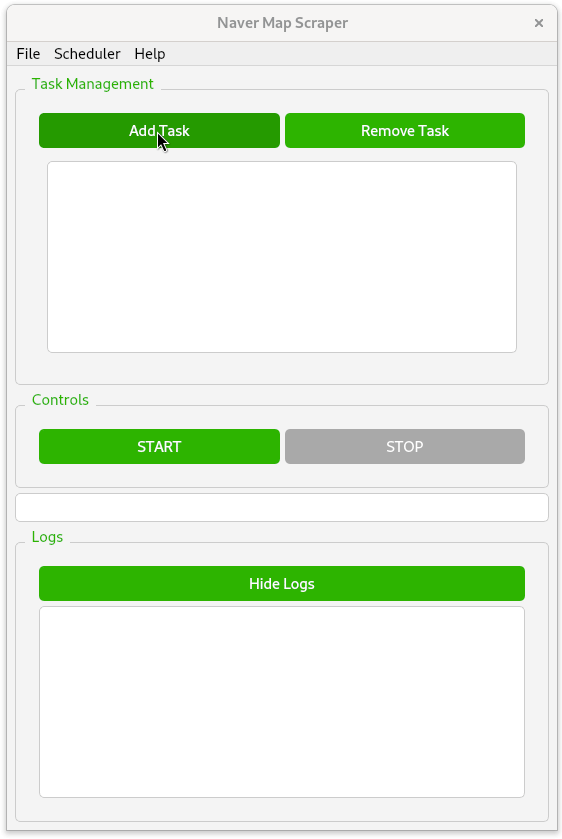 Naver Map Scraper ×
File Scheduler Help
Task Management
Add Task Remove Task
Controls
START STOP
Logs
Hide Logs